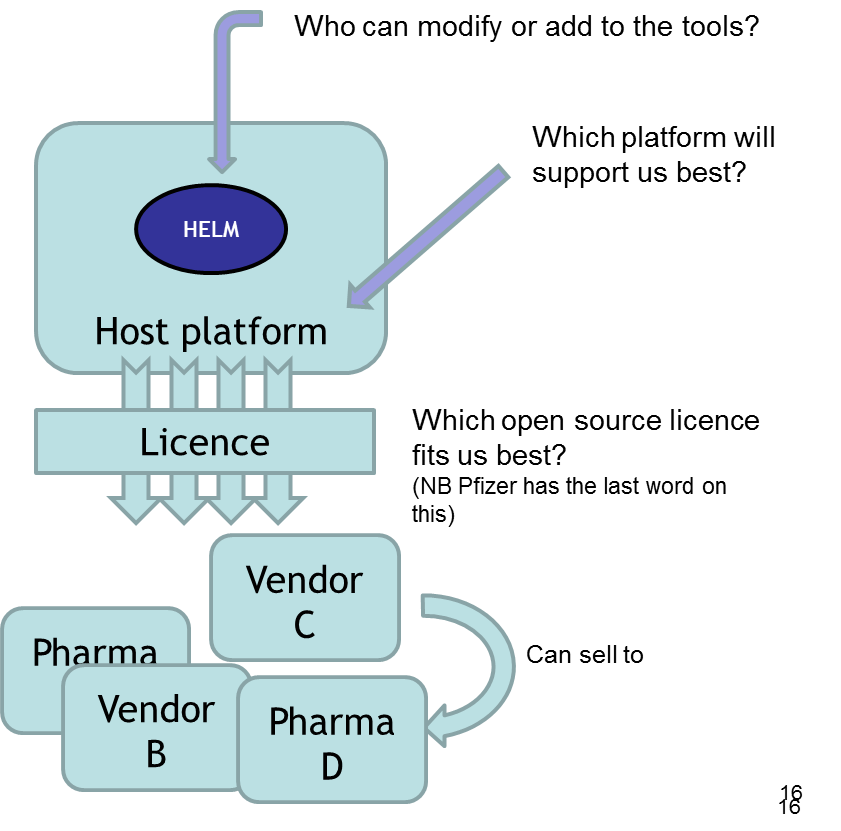 Who can modify or add to the tools?
Which platform will
support us best?
HELM
Host platform
Licence
Which open source licence
fits us best?
(NB Pfizer has the last word on
this)
Vendor
C
Pharma
Vendor
B
Pharma
D
Can sell to
16
16